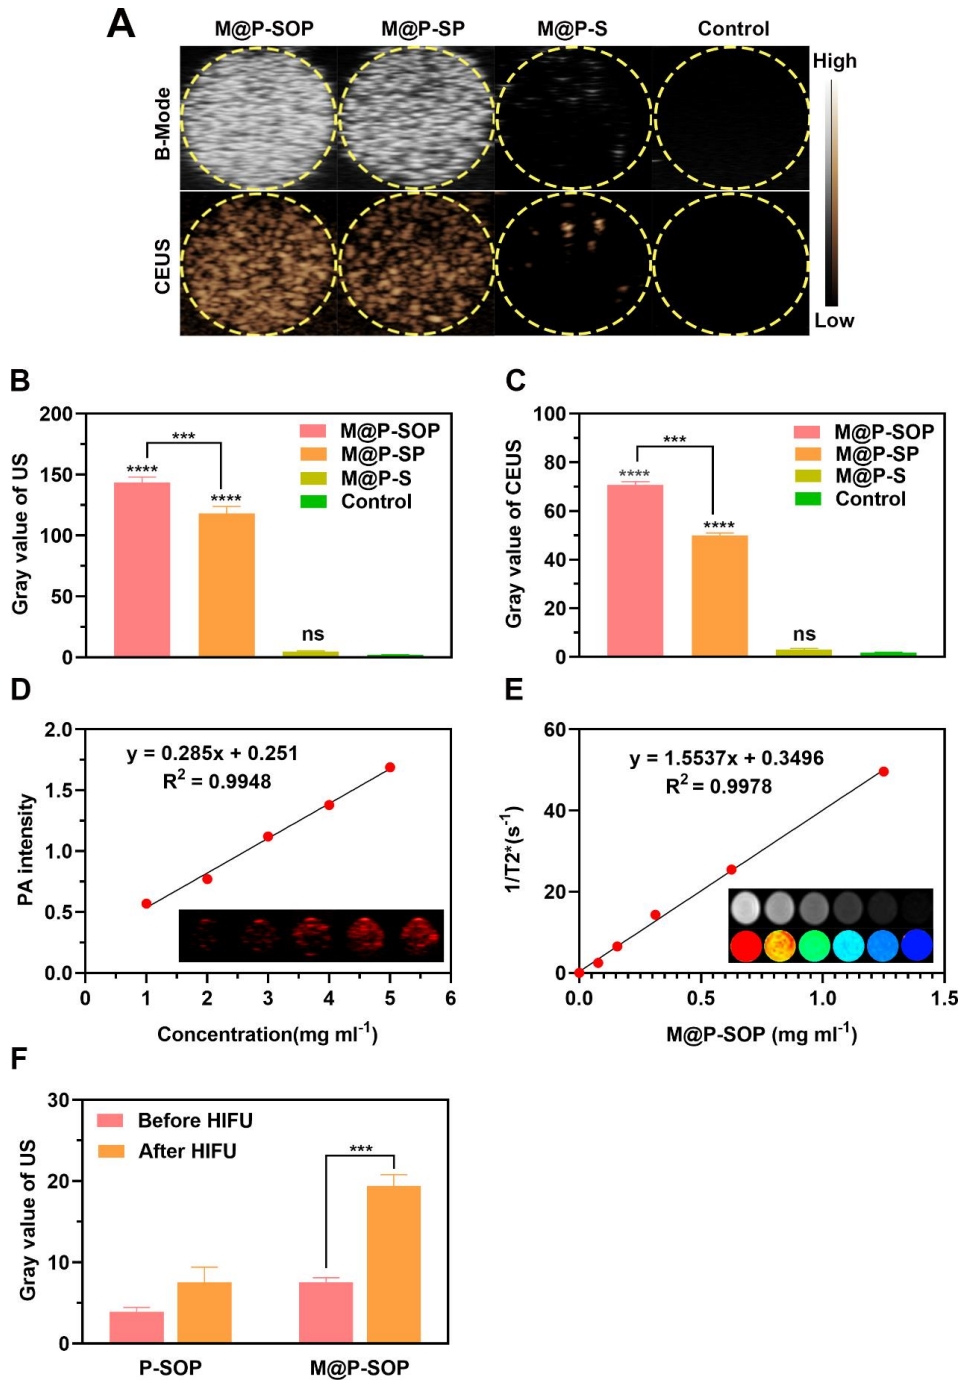 A
M@P-SOP M@P-SP M@P-S Control
B-Mode
CEUS
High
Low
B
Gray value of US
200
150
100
50
0
***
****
****
ns
M@P-SOP
M@P-SP
M@P-S
Control
C
Gray value of CEUS
100
80
60
40
20
0
***
****
****
ns
M@P-SOP
M@P-SP
M@P-S
Control
D
PA intensity
2.0
1.5
1.0
0.5
0.0
y = 0.285x + 0.251
R² = 0.9948
0 1 2 3 4 5 6
Concentration(mg ml⁻¹)
E
1/T2*(s⁻¹)
60
40
20
0
y = 1.5537x + 0.3496
R² = 0.9978
0.0 0.5 1.0 1.5
M@P-SOP (mg ml⁻¹)
F
Gray value of US
30
20
10
0
Before HIFU
After HIFU
***
P-SOP M@P-SOP